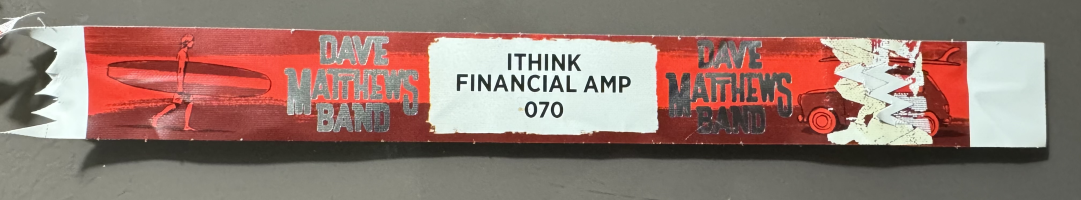 DAVE
MATTHEWS
BAND
ITHINK
FINANCIAL AMP
070
DAVE
MATTHEWS
BAND